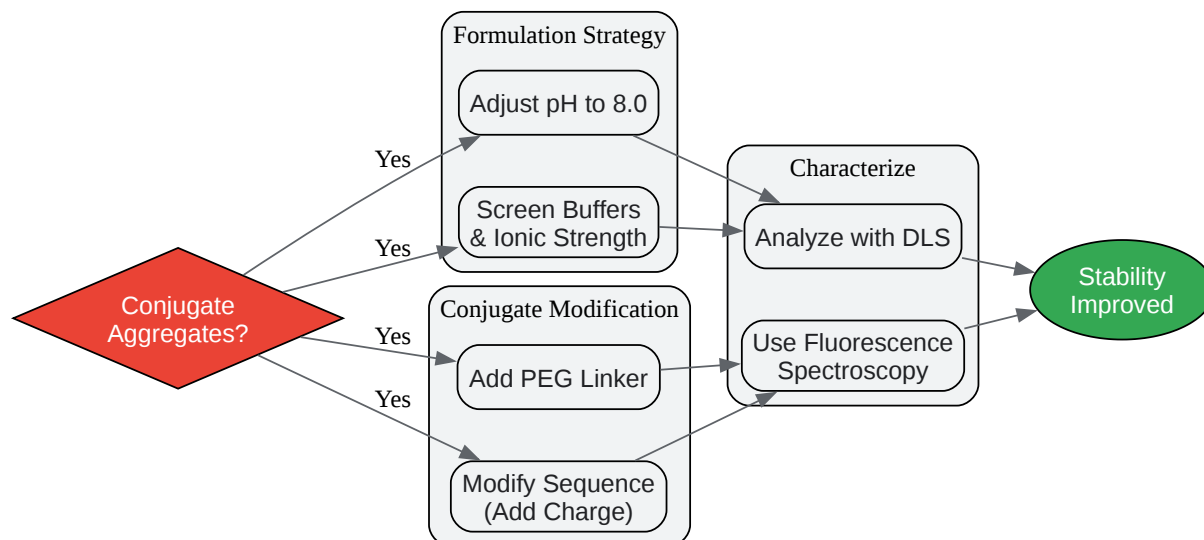 Formulation Strategy
Adjust pH to 8.0
Screen Buffers
& Ionic Strength
Conjugate
Aggregates?
Yes
Yes
Yes
Yes
Conjugate Modification
Add PEG Linker
Modify Sequence
(Add Charge)
Characterize
Analyze with DLS
Use Fluorescence
Spectroscopy
Stability
Improved